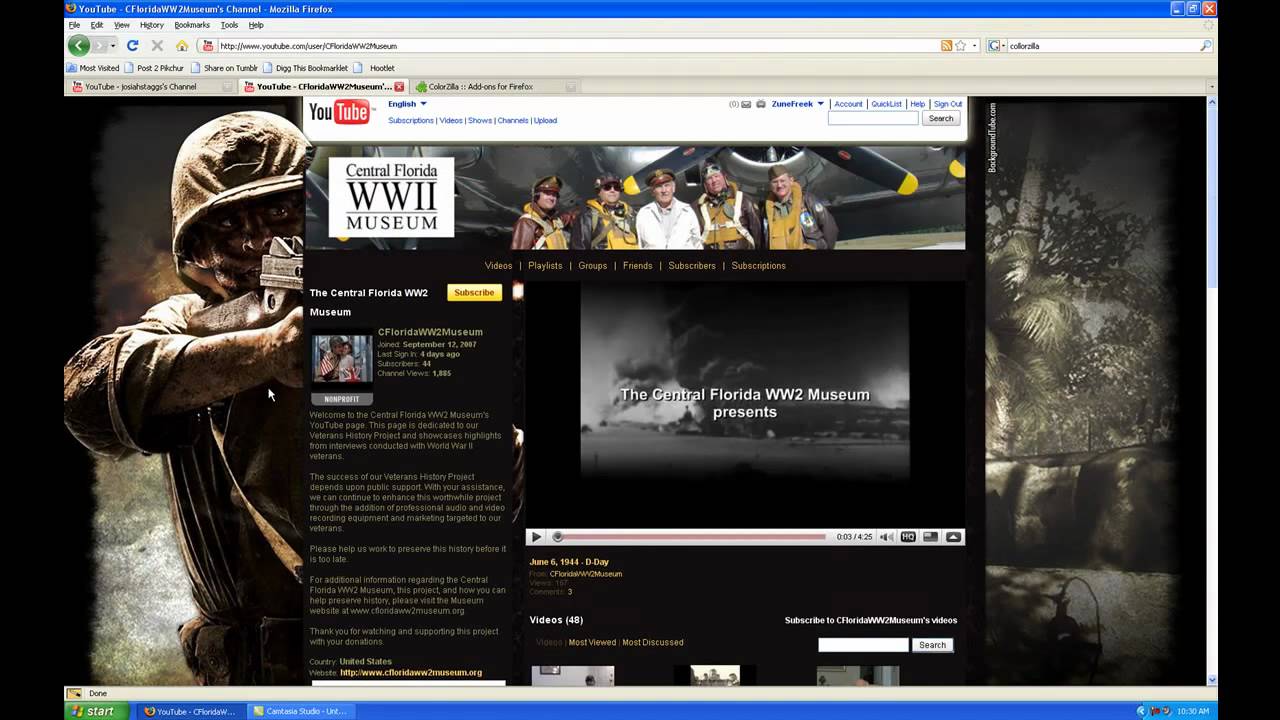 YouTube - CFloridaWW2Museum's Channel - Mozilla Firefox
File Edit View History Bookmarks Tools Help
http://www.youtube.com/user/CFloridaWW2Museum
collorzilla
Most Visited Post 2 Pikchur Share on Tumblr Digg This Bookmarklet Hootlet
YouTube - josiahstaggs's Channel
YouTube - CFloridaWW2Museum'...
ColorZilla :: Add-ons for Firefox
YouTube
English
(0) ZuneFreek | Account | QuickList | Help | Sign Out
Subscriptions | Videos | Shows | Channels | Upload
Search
BackgroundTube.com
Central Florida
WWII
MUSEUM
Videos | Playlists | Groups | Friends | Subscribers | Subscriptions
The Central Florida WW2
Museum
Subscribe
CFloridaWW2Museum
Joined: September 12, 2007
Last Sign In: 4 days ago
Subscribers: 44
Channel Views: 1,885
NONPROFIT
Welcome to the Central Florida WW2 Museum's
YouTube page. This page is dedicated to our
Veterans History Project and showcases highlights
from interviews conducted with World War II
veterans.
The success of our Veterans History Project
depends upon public support. With your assistance,
we can continue to enhance this worthwhile project
through the addition of professional audio and video
recording equipment and marketing targeted to our
veterans.
Please help us work to preserve this history before it
is too late.
For additional information regarding the Central
Florida WW2 Museum, this project, and how you can
help preserve history, please visit the Museum
website at www.cfloridaww2museum.org
Thank you for watching and supporting this project
with your donations.
Country: United States
Website: http://www.cfloridaww2museum.org
The Central Florida WW2 Museum
presents
0:03 / 4:25
HQ
June 6, 1944 - D-Day
From: CFloridaWW2Museum
Views: 167
Comments: 3
Videos (48)
Subscribe to CFloridaWW2Museum's videos
Videos | Most Viewed | Most Discussed
Search
Done
start
YouTube - CFloridaW...
Camtasia Studio - Unt...
10:30 AM